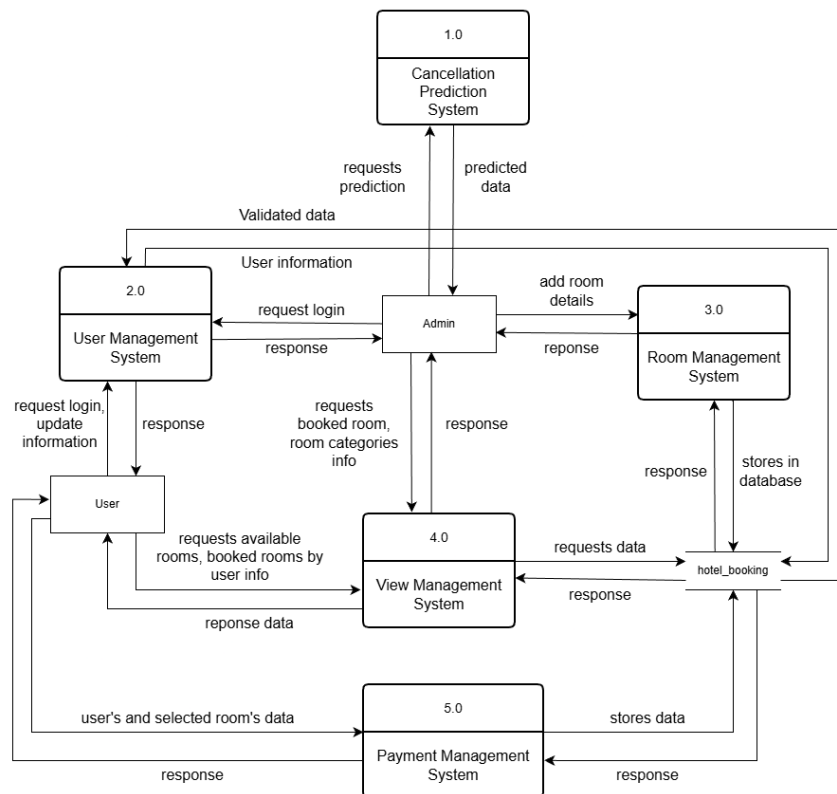 1.0
Cancellation
Prediction
System
requests
prediction
predicted
data
Validated data
User information
2.0
User Management
System
request login
response
Admin
add room
details
reponse
3.0
Room Management
System
request login,
update
information
response
requests
booked room,
room categories
info
response
response
stores in
database
User
requests available
rooms, booked rooms by
user info
reponse data
4.0
View Management
System
requests data
response
hotel_booking
user's and selected room's data
response
5.0
Payment Management
System
stores data
response